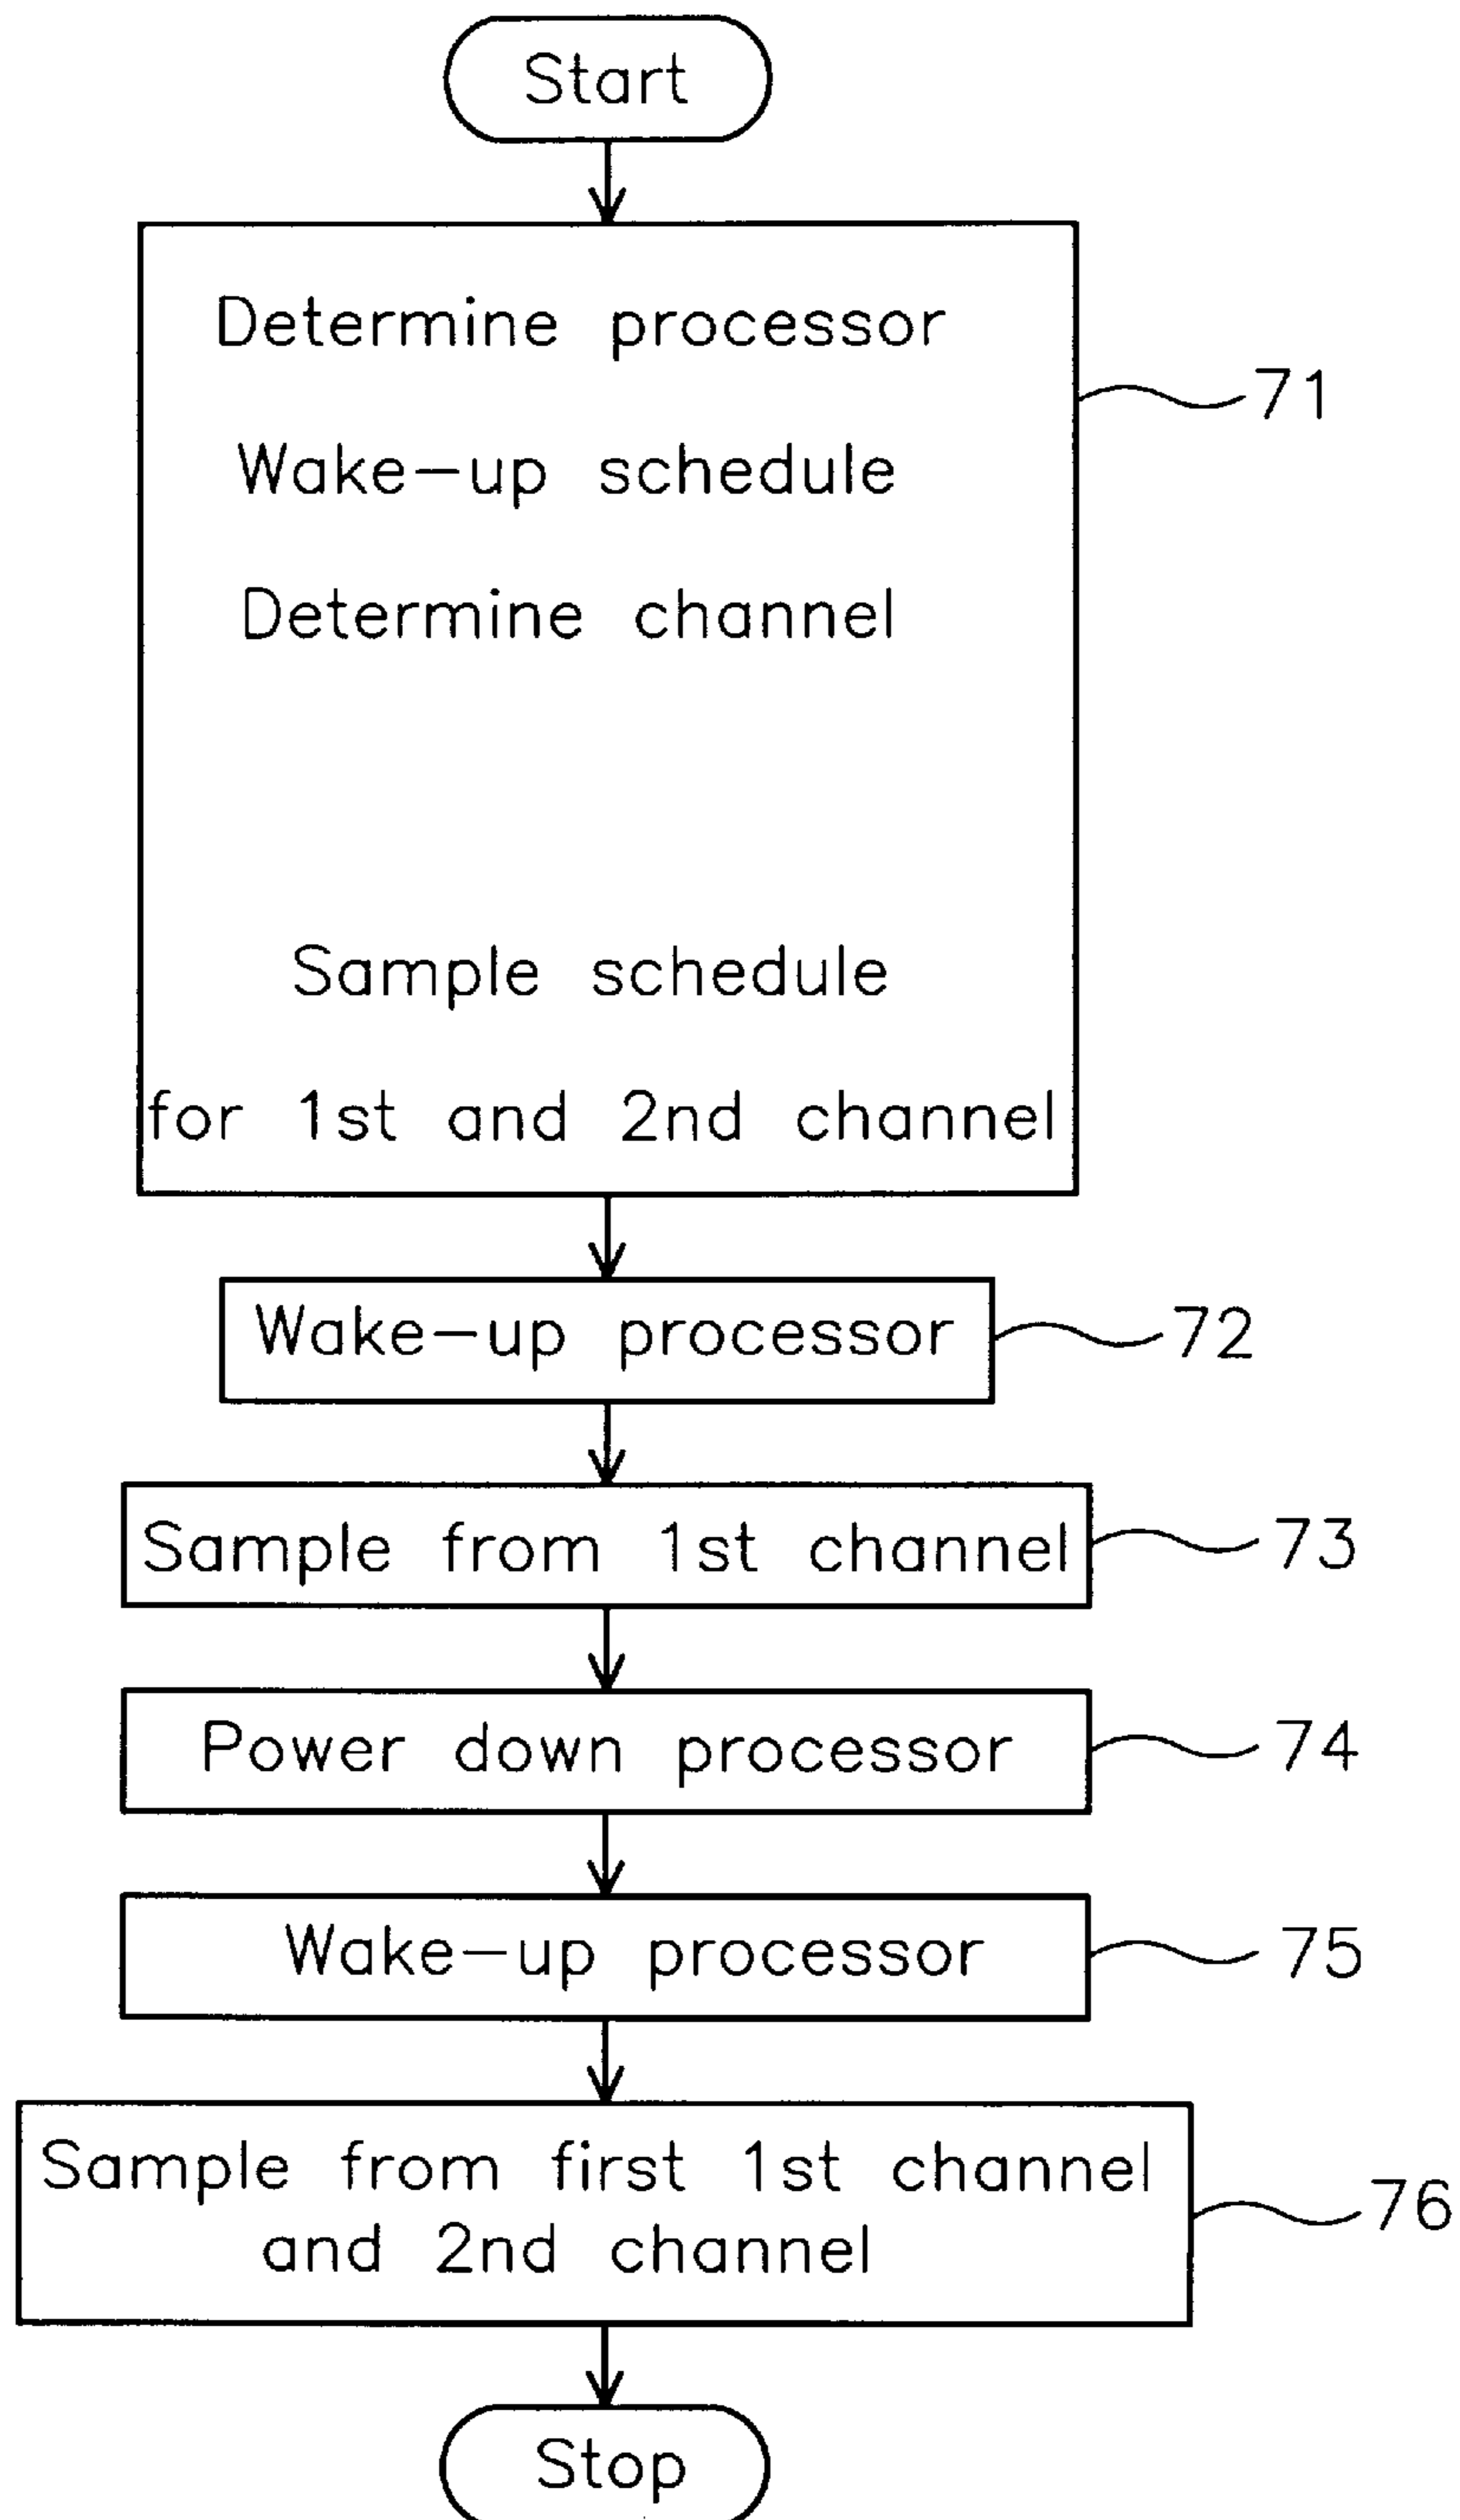 Start
Determine processor
71
Wake-up schedule
Determine channel
Sample schedule
for 1st and 2nd channel
Wake-up processor
72
Sample from 1st channel
73
Power down processor
74
Wake-up processor
75
Sample from first 1st channel
76
and 2nd channel
Stop